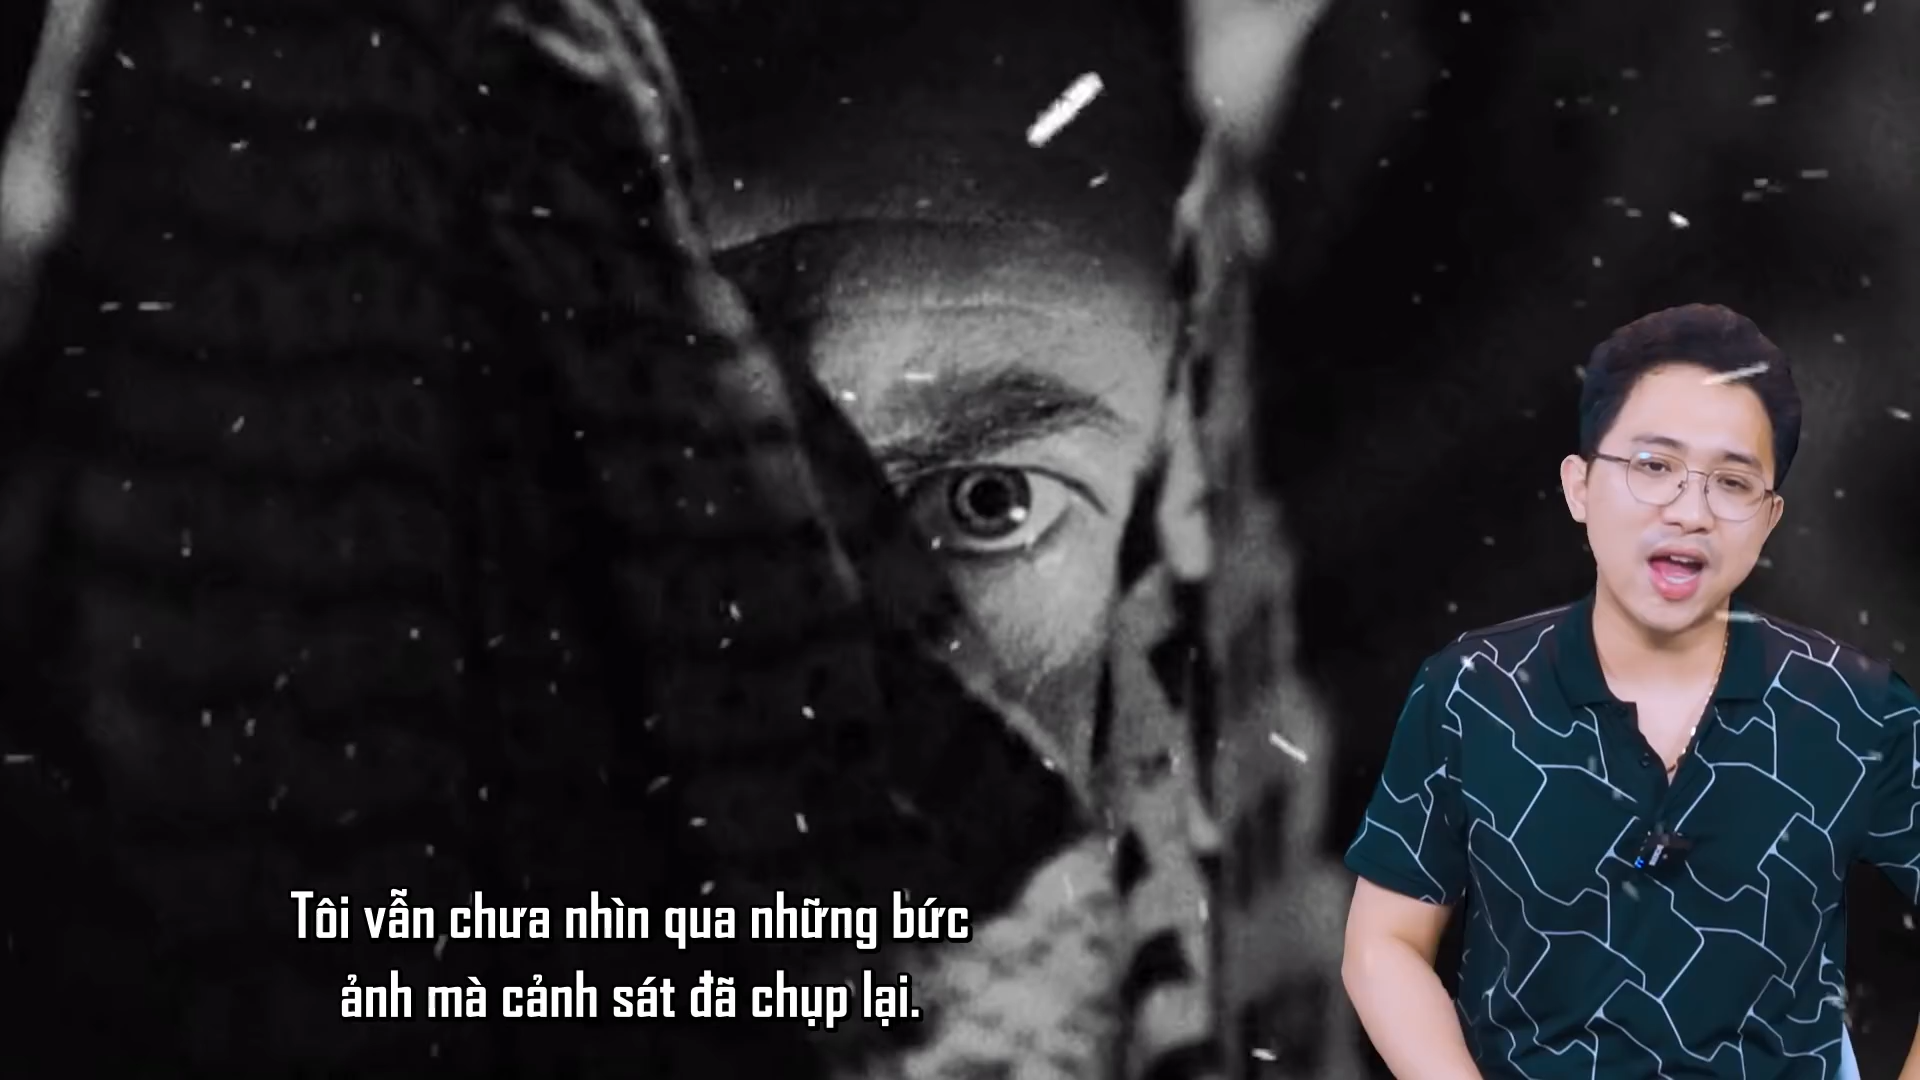 Tôi vẫn chưa nhìn qua những bức
ảnh mà cảnh sát đã chụp lại.